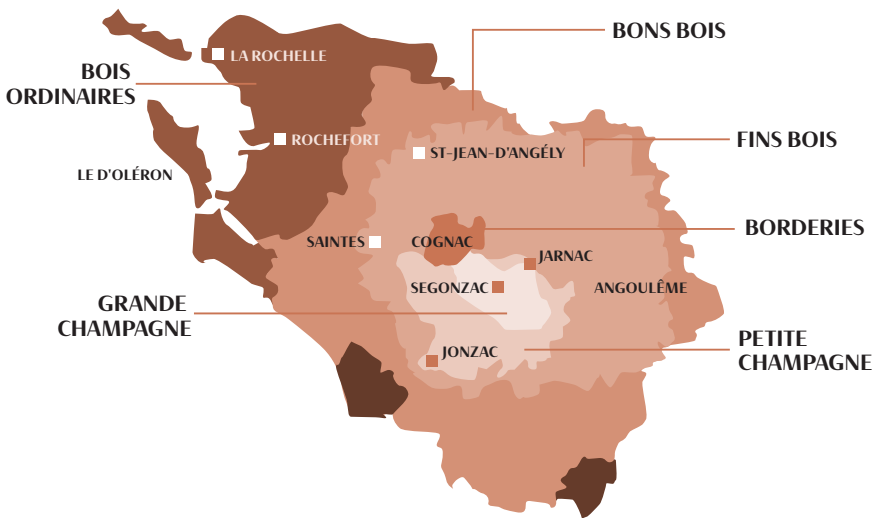 BONS BOIS
LA ROCHELLE
BOIS
ORDINAIRES
ROCHEFORT
FINS BOIS
ST-JEAN-D'ANGÉLY
LE D'OLÉRON
BORDERIES
SAINTES
COGNAC
JARNAC
SEGONZAC
ANGOULÊME
GRANDE
CHAMPAGNE
PETITE
CHAMPAGNE
JONZAC